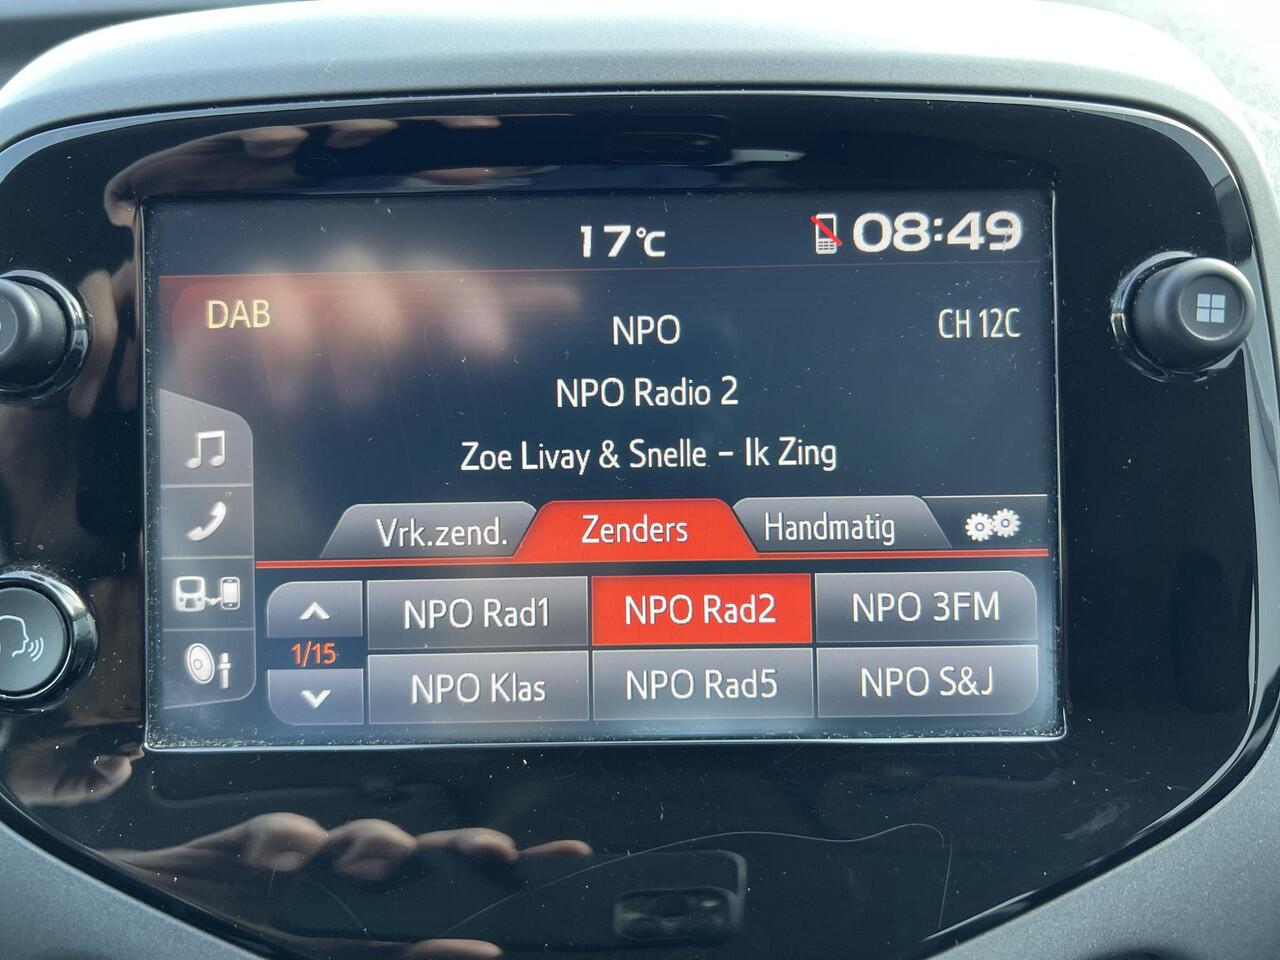 17°C 08:49
DAB
NPO CH 12C
NPO Radio 2
Zoe Livay & Snelle - Ik Zing
Vrk.zend. Zenders Handmatig
NPO Rad1 NPO Rad2 NPO 3FM
1/15
NPO Klas NPO Rad5 NPO S&J